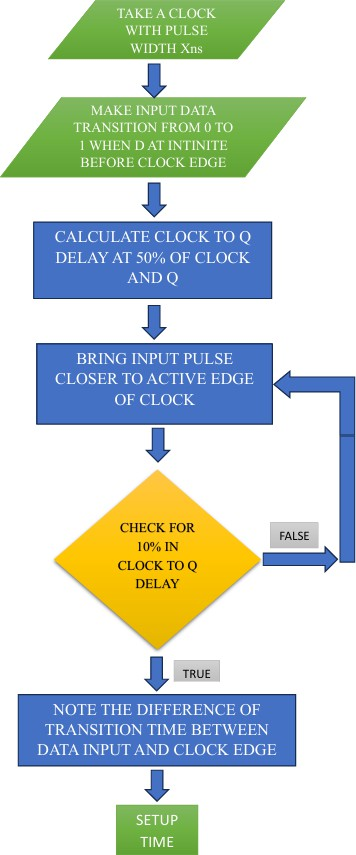 TAKE A CLOCK
WITH PULSE
WIDTH Xns
MAKE INPUT DATA
TRANSITION FROM 0 TO
1 WHEN D AT INTINITE
BEFORE CLOCK EDGE
CALCULATE CLOCK TO Q
DELAY AT 50% OF CLOCK
AND Q
BRING INPUT PULSE
CLOSER TO ACTIVE EDGE
OF CLOCK
CHECK FOR
10% IN
CLOCK TO Q
DELAY
FALSE
TRUE
NOTE THE DIFFERENCE OF
TRANSITION TIME BETWEEN
DATA INPUT AND CLOCK EDGE
SETUP
TIME